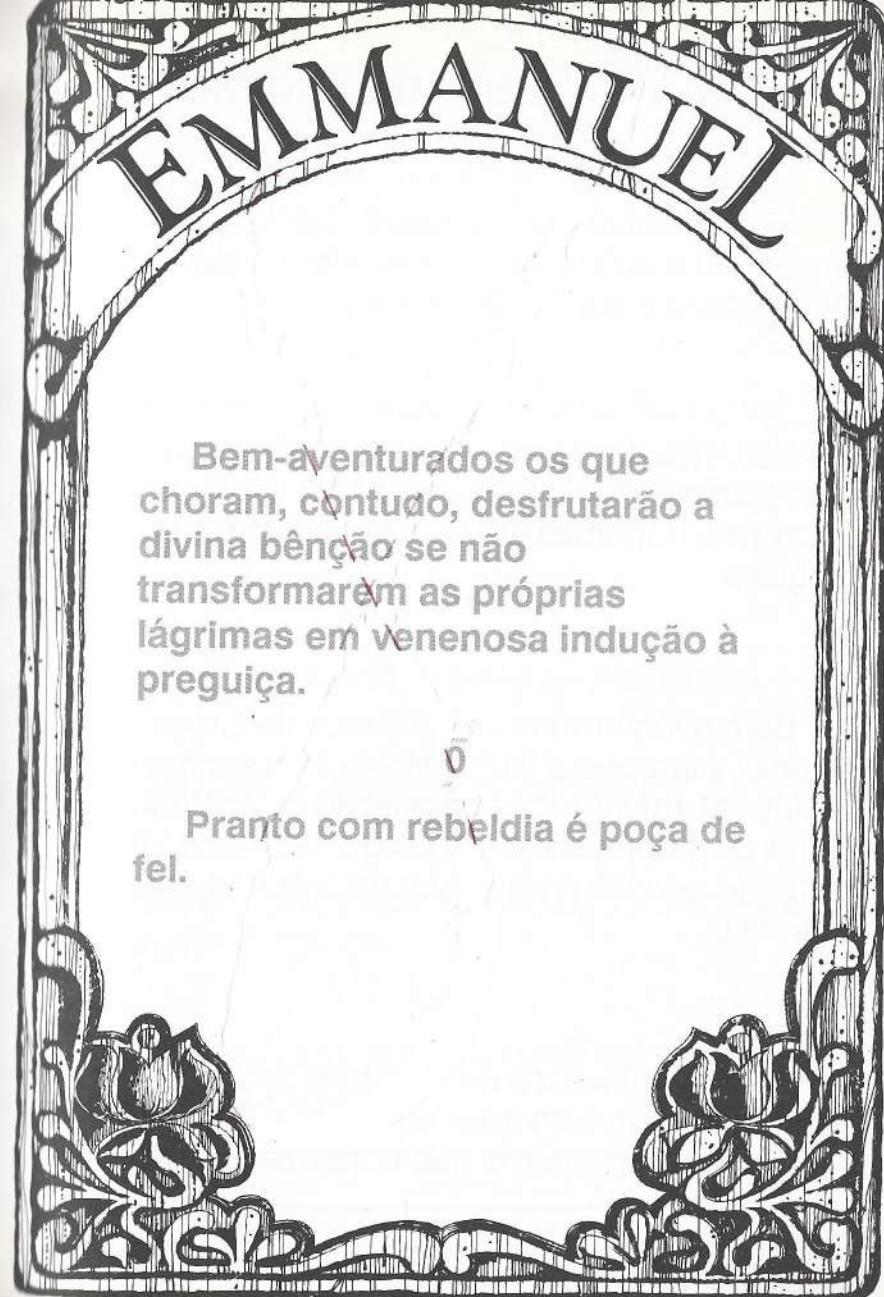 EMMANUEL
Bem-aventurados os que
choram, contudo, desfrutarão a
divina bênção se não
transformarem as próprias
lágrimas em venenosa indução à
preguiça.
0
Pranto com rebeldia é poça de
fel.